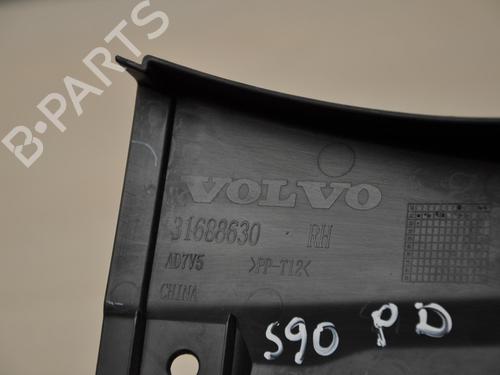 B-PARTS
VOLVO
31688630 RH
AD7V5 >PP-T12<
CHINA
S90 PD